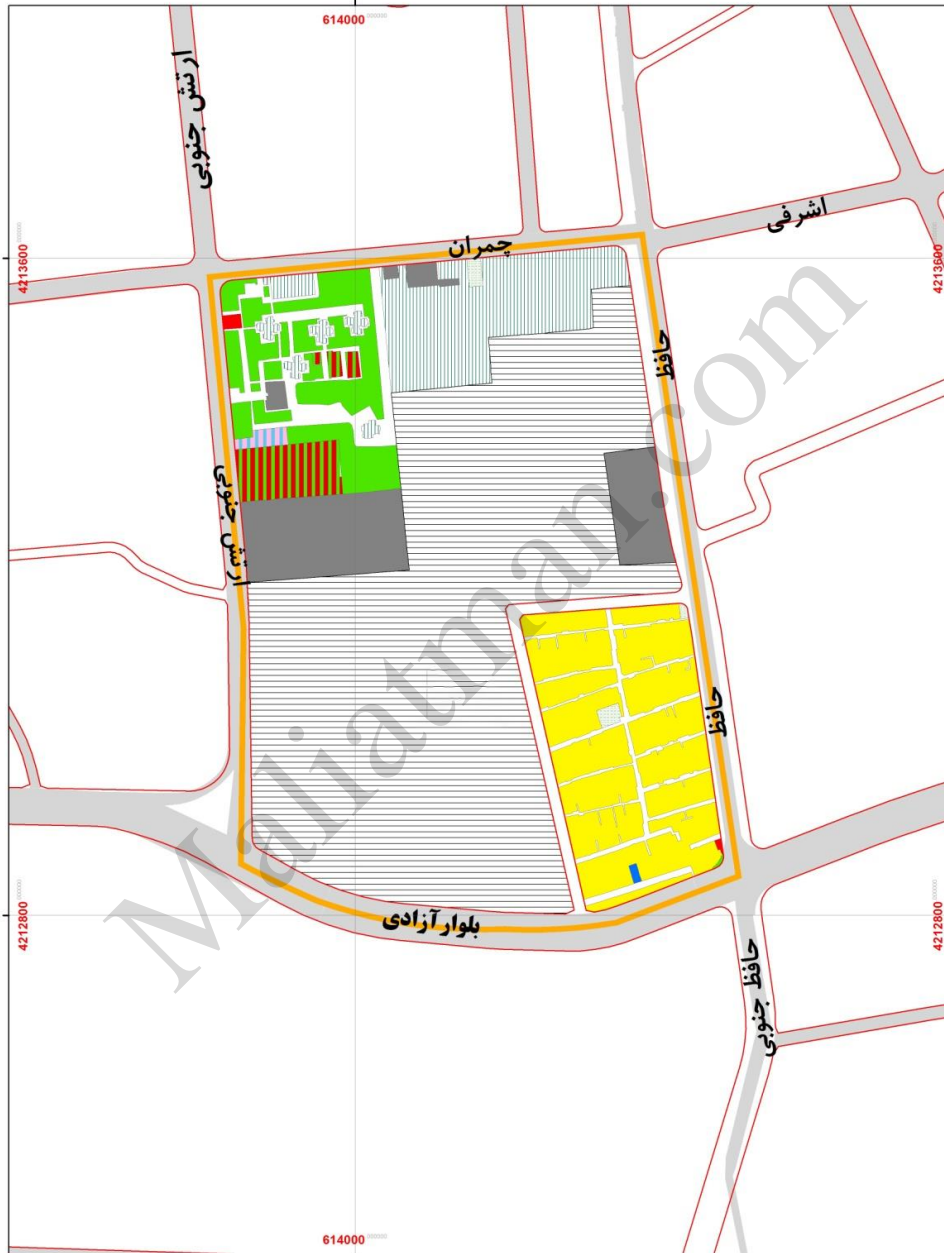 614000
ارتش جنوبی
اشرفی
چمران
4213600
4213600
حافظ
ارتش جنوبی
حافظ
Maliatman.com
4212800
4212800
بلوار آزادی
حافظ جنوبی
614000